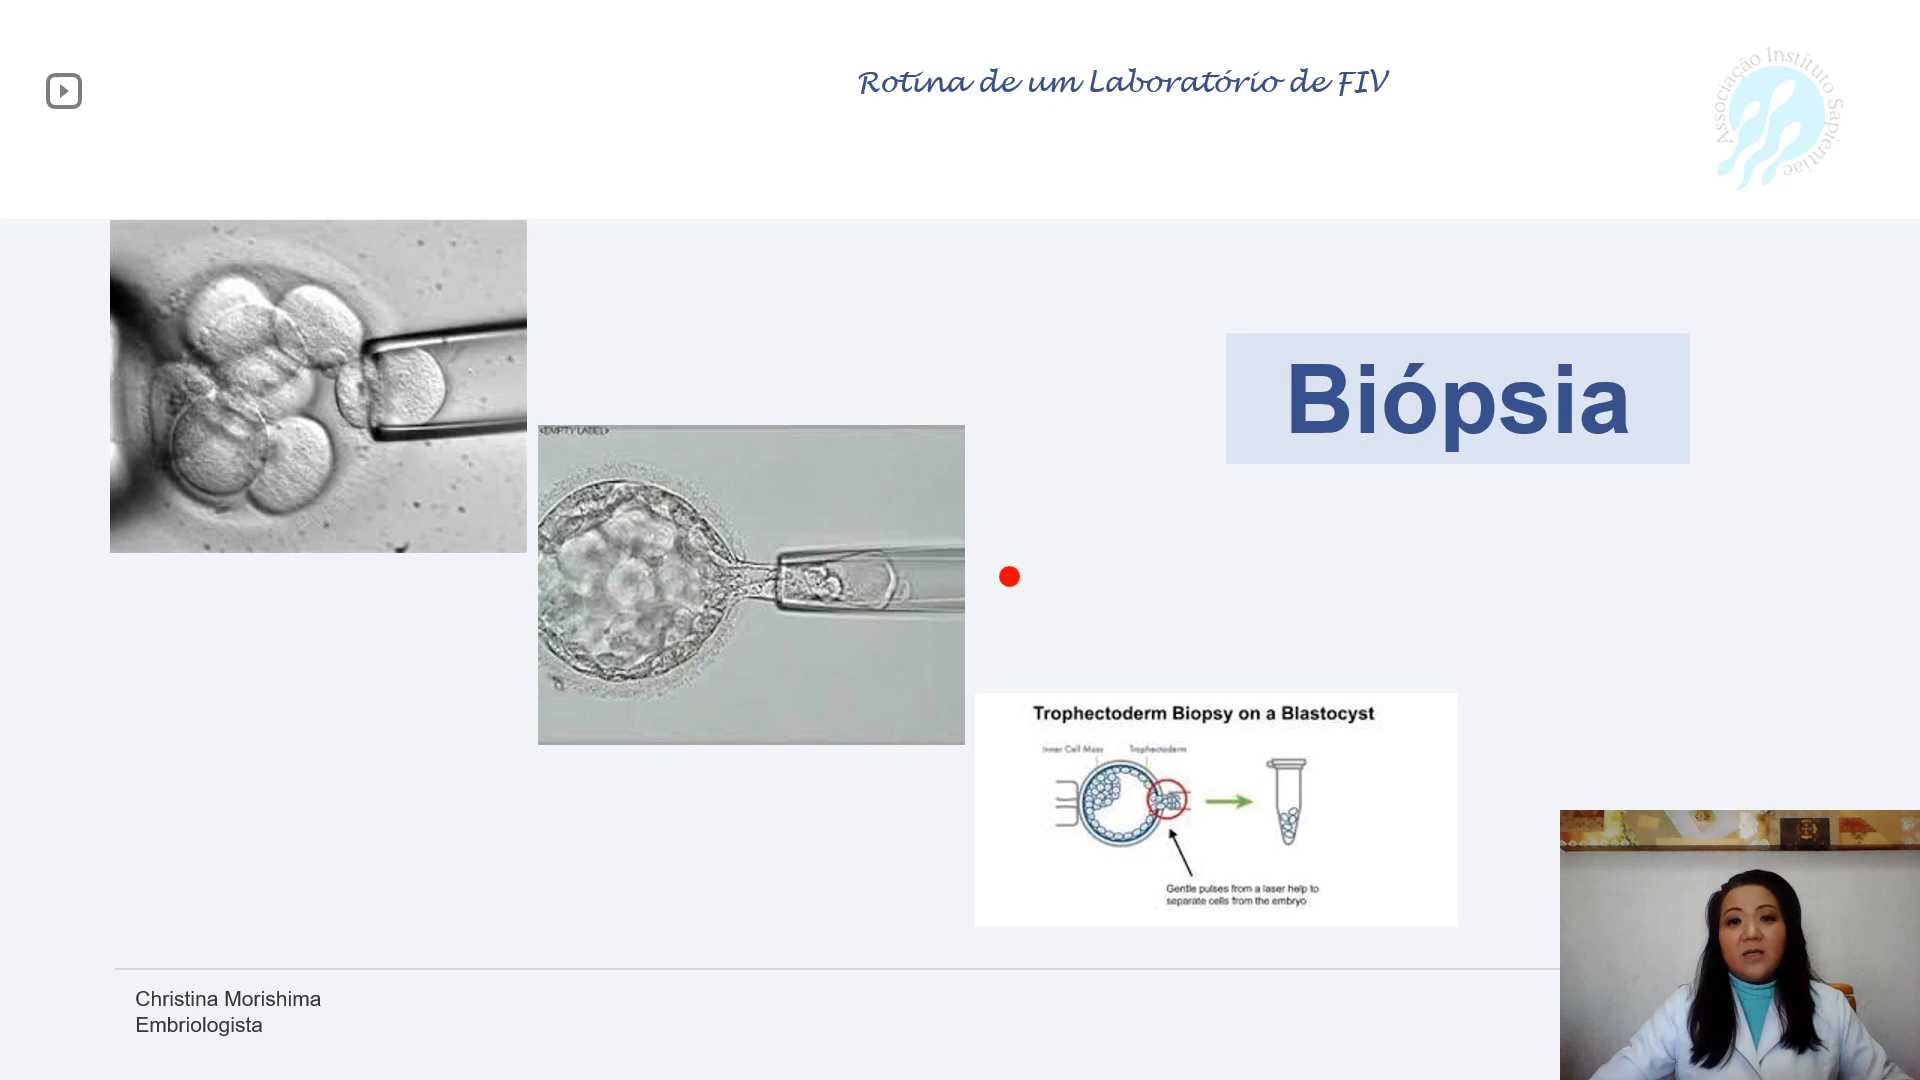 Rotina de um Laboratório de FIV
Associação Instituto Sapientiae
Biópsia
<EMPTY LABEL>
Trophectoderm Biopsy on a Blastocyst
Inner Cell Mass Trophectoderm
Gentle pulses from a laser help to
separate cells from the embryo
Christina Morishima
Embriologista